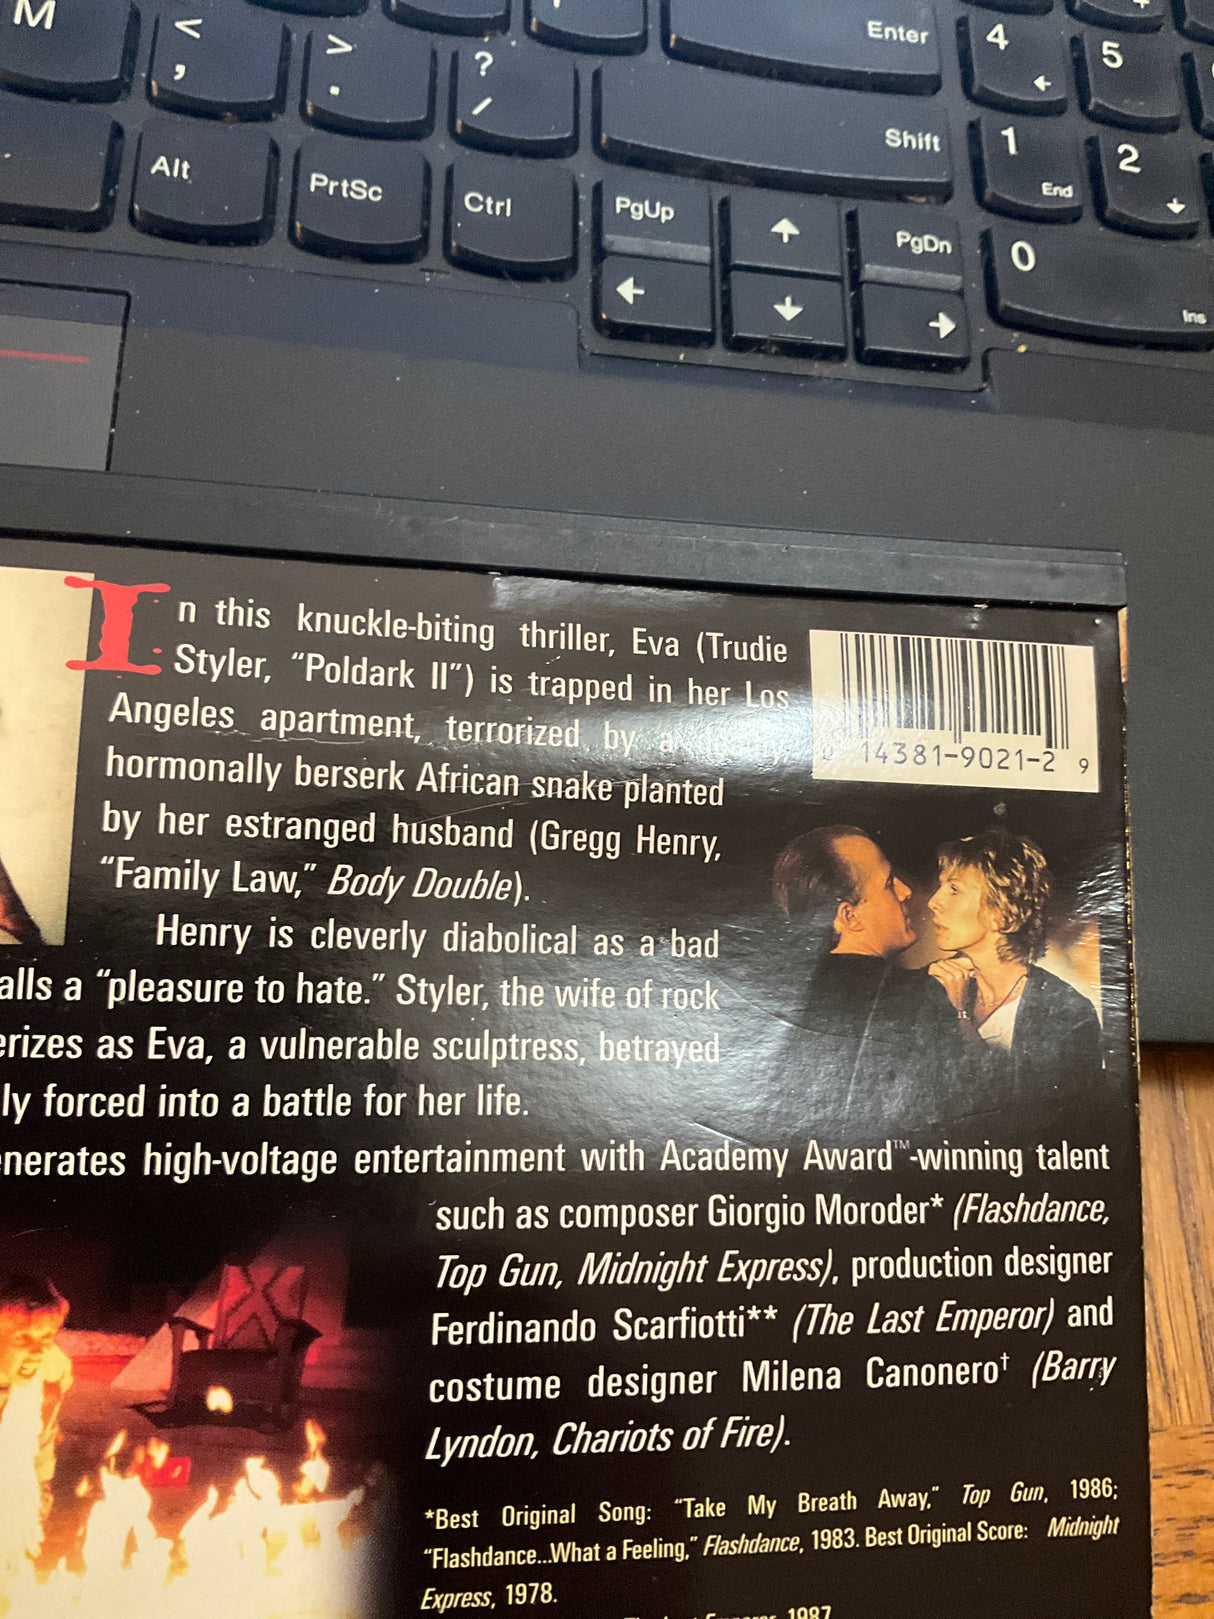 M
<
,
>
.
?
/
Enter
4
5
Shift
1
End
2
Alt
PrtSc
Ctrl
PgUp
PgDn
0
Ins
In this knuckle-biting thriller, Eva (Trudie
Styler, “Poldark II”) is trapped in her Los
Angeles apartment, terrorized by a
hormonally berserk African snake planted
by her estranged husband (Gregg Henry,
“Family Law,” Body Double).
Henry is cleverly diabolical as a bad
alls a “pleasure to hate.” Styler, the wife of rock
erizes as Eva, a vulnerable sculptress, betrayed
ly forced into a battle for her life.
enerates high-voltage entertainment with Academy Award™-winning talent
such as composer Giorgio Moroder* (Flashdance,
Top Gun, Midnight Express), production designer
Ferdinando Scarfiotti** (The Last Emperor) and
costume designer Milena Canonero† (Barry
Lyndon, Chariots of Fire).
*Best Original Song: “Take My Breath Away,” Top Gun, 1986;
“Flashdance...What a Feeling,” Flashdance, 1983. Best Original Score: Midnight
Express, 1978.
Emperor, 1987
0 14381-9021-2 9